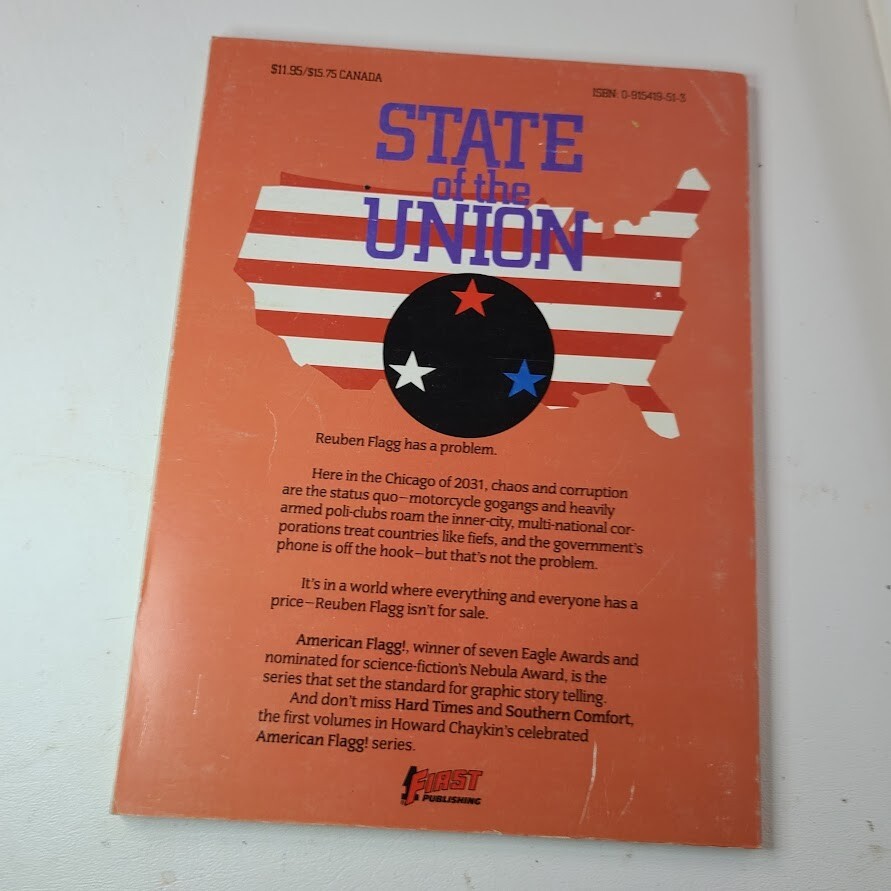 $11.95/$15.75 CANADA
ISBN: 0-915419-51-3
STATE
of the
UNION
Reuben Flagg has a problem.
Here in the Chicago of 2031, chaos and corruption
are the status quo—motorcycle gogangs and heavily
armed poli-clubs roam the inner-city, multi-national cor-
porations treat countries like fiefs, and the government's
phone is off the hook—but that's not the problem.
It's in a world where everything and everyone has a
price—Reuben Flagg isn't for sale.
American Flagg!, winner of seven Eagle Awards and
nominated for science-fiction's Nebula Award, is the
series that set the standard for graphic story telling.
And don't miss Hard Times and Southern Comfort,
the first volumes in Howard Chaykin's celebrated
American Flagg! series.
FIRST
PUBLISHING